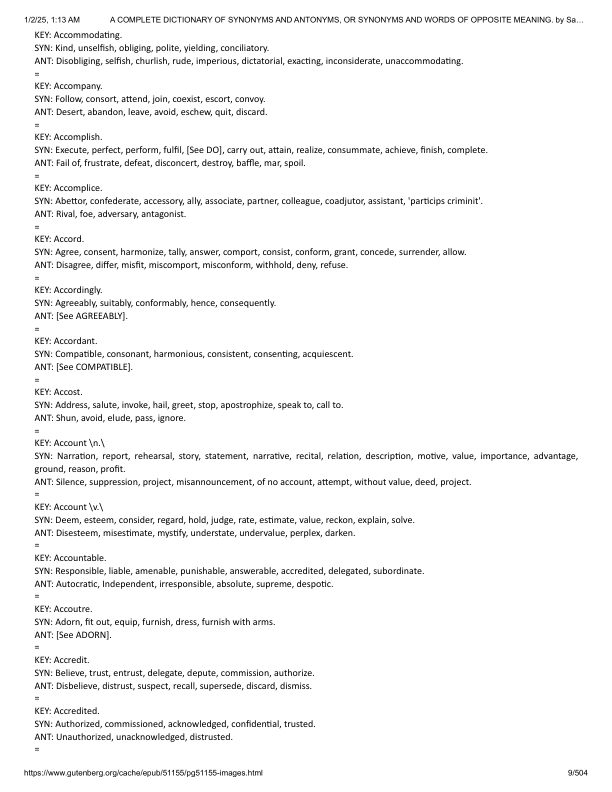 1/2/25, 1:13 AM A COMPLETE DICTIONARY OF SYNONYMS AND ANTONYMS, OR SYNONYMS AND WORDS OF OPPOSITE MEANING. by Sa…
KEY: Accommodating.
SYN: Kind, unselfish, obliging, polite, yielding, conciliatory.
ANT: Disobliging, selfish, churlish, rude, imperious, dictatorial, exacting, inconsiderate, unaccommodating.
=
KEY: Accompany.
SYN: Follow, consort, attend, join, coexist, escort, convoy.
ANT: Desert, abandon, leave, avoid, eschew, quit, discard.
=
KEY: Accomplish.
SYN: Execute, perfect, perform, fulfil, [See DO], carry out, attain, realize, consummate, achieve, finish, complete.
ANT: Fail of, frustrate, defeat, disconcert, destroy, baffle, mar, spoil.
=
KEY: Accomplice.
SYN: Abettor, confederate, accessory, ally, associate, partner, colleague, coadjutor, assistant, 'particips criminit'.
ANT: Rival, foe, adversary, antagonist.
=
KEY: Accord.
SYN: Agree, consent, harmonize, tally, answer, comport, consist, conform, grant, concede, surrender, allow.
ANT: Disagree, differ, misfit, miscomport, misconform, withhold, deny, refuse.
=
KEY: Accordingly.
SYN: Agreeably, suitably, conformably, hence, consequently.
ANT: [See AGREEABLY].
=
KEY: Accordant.
SYN: Compatible, consonant, harmonious, consistent, consenting, acquiescent.
ANT: [See COMPATIBLE].
=
KEY: Accost.
SYN: Address, salute, invoke, hail, greet, stop, apostrophize, speak to, call to.
ANT: Shun, avoid, elude, pass, ignore.
=
KEY: Account \n.\
SYN: Narration, report, rehearsal, story, statement, narrative, recital, relation, description, motive, value, importance, advantage,
ground, reason, profit.
ANT: Silence, suppression, project, misannouncement, of no account, attempt, without value, deed, project.
=
KEY: Account \v.\
SYN: Deem, esteem, consider, regard, hold, judge, rate, estimate, value, reckon, explain, solve.
ANT: Disesteem, misestimate, mystify, understate, undervalue, perplex, darken.
=
KEY: Accountable.
SYN: Responsible, liable, amenable, punishable, answerable, accredited, delegated, subordinate.
ANT: Autocratic, Independent, irresponsible, absolute, supreme, despotic.
=
KEY: Accoutre.
SYN: Adorn, fit out, equip, furnish, dress, furnish with arms.
ANT: [See ADORN].
=
KEY: Accredit.
SYN: Believe, trust, entrust, delegate, depute, commission, authorize.
ANT: Disbelieve, distrust, suspect, recall, supersede, discard, dismiss.
=
KEY: Accredited.
SYN: Authorized, commissioned, acknowledged, confidential, trusted.
ANT: Unauthorized, unacknowledged, distrusted.
=
https://www.gutenberg.org/cache/epub/51155/pg51155-images.html 9/504